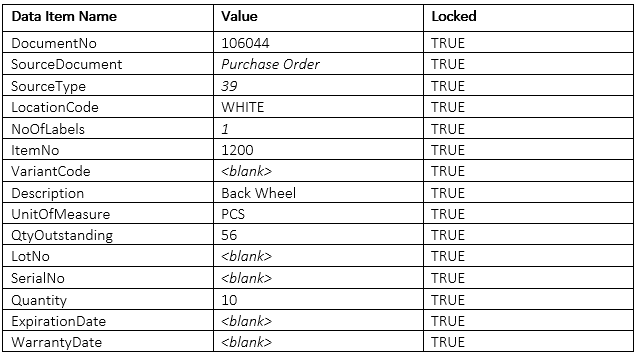 Data Item Name Value Locked
DocumentNo 106044 TRUE
SourceDocument Purchase Order TRUE
SourceType 39 TRUE
LocationCode WHITE TRUE
NoOfLabels 1 TRUE
ItemNo 1200 TRUE
VariantCode <blank> TRUE
Description Back Wheel TRUE
UnitOfMeasure PCS TRUE
QtyOutstanding 56 TRUE
LotNo <blank> TRUE
SerialNo <blank> TRUE
Quantity 10 TRUE
ExpirationDate <blank> TRUE
WarrantyDate <blank> TRUE